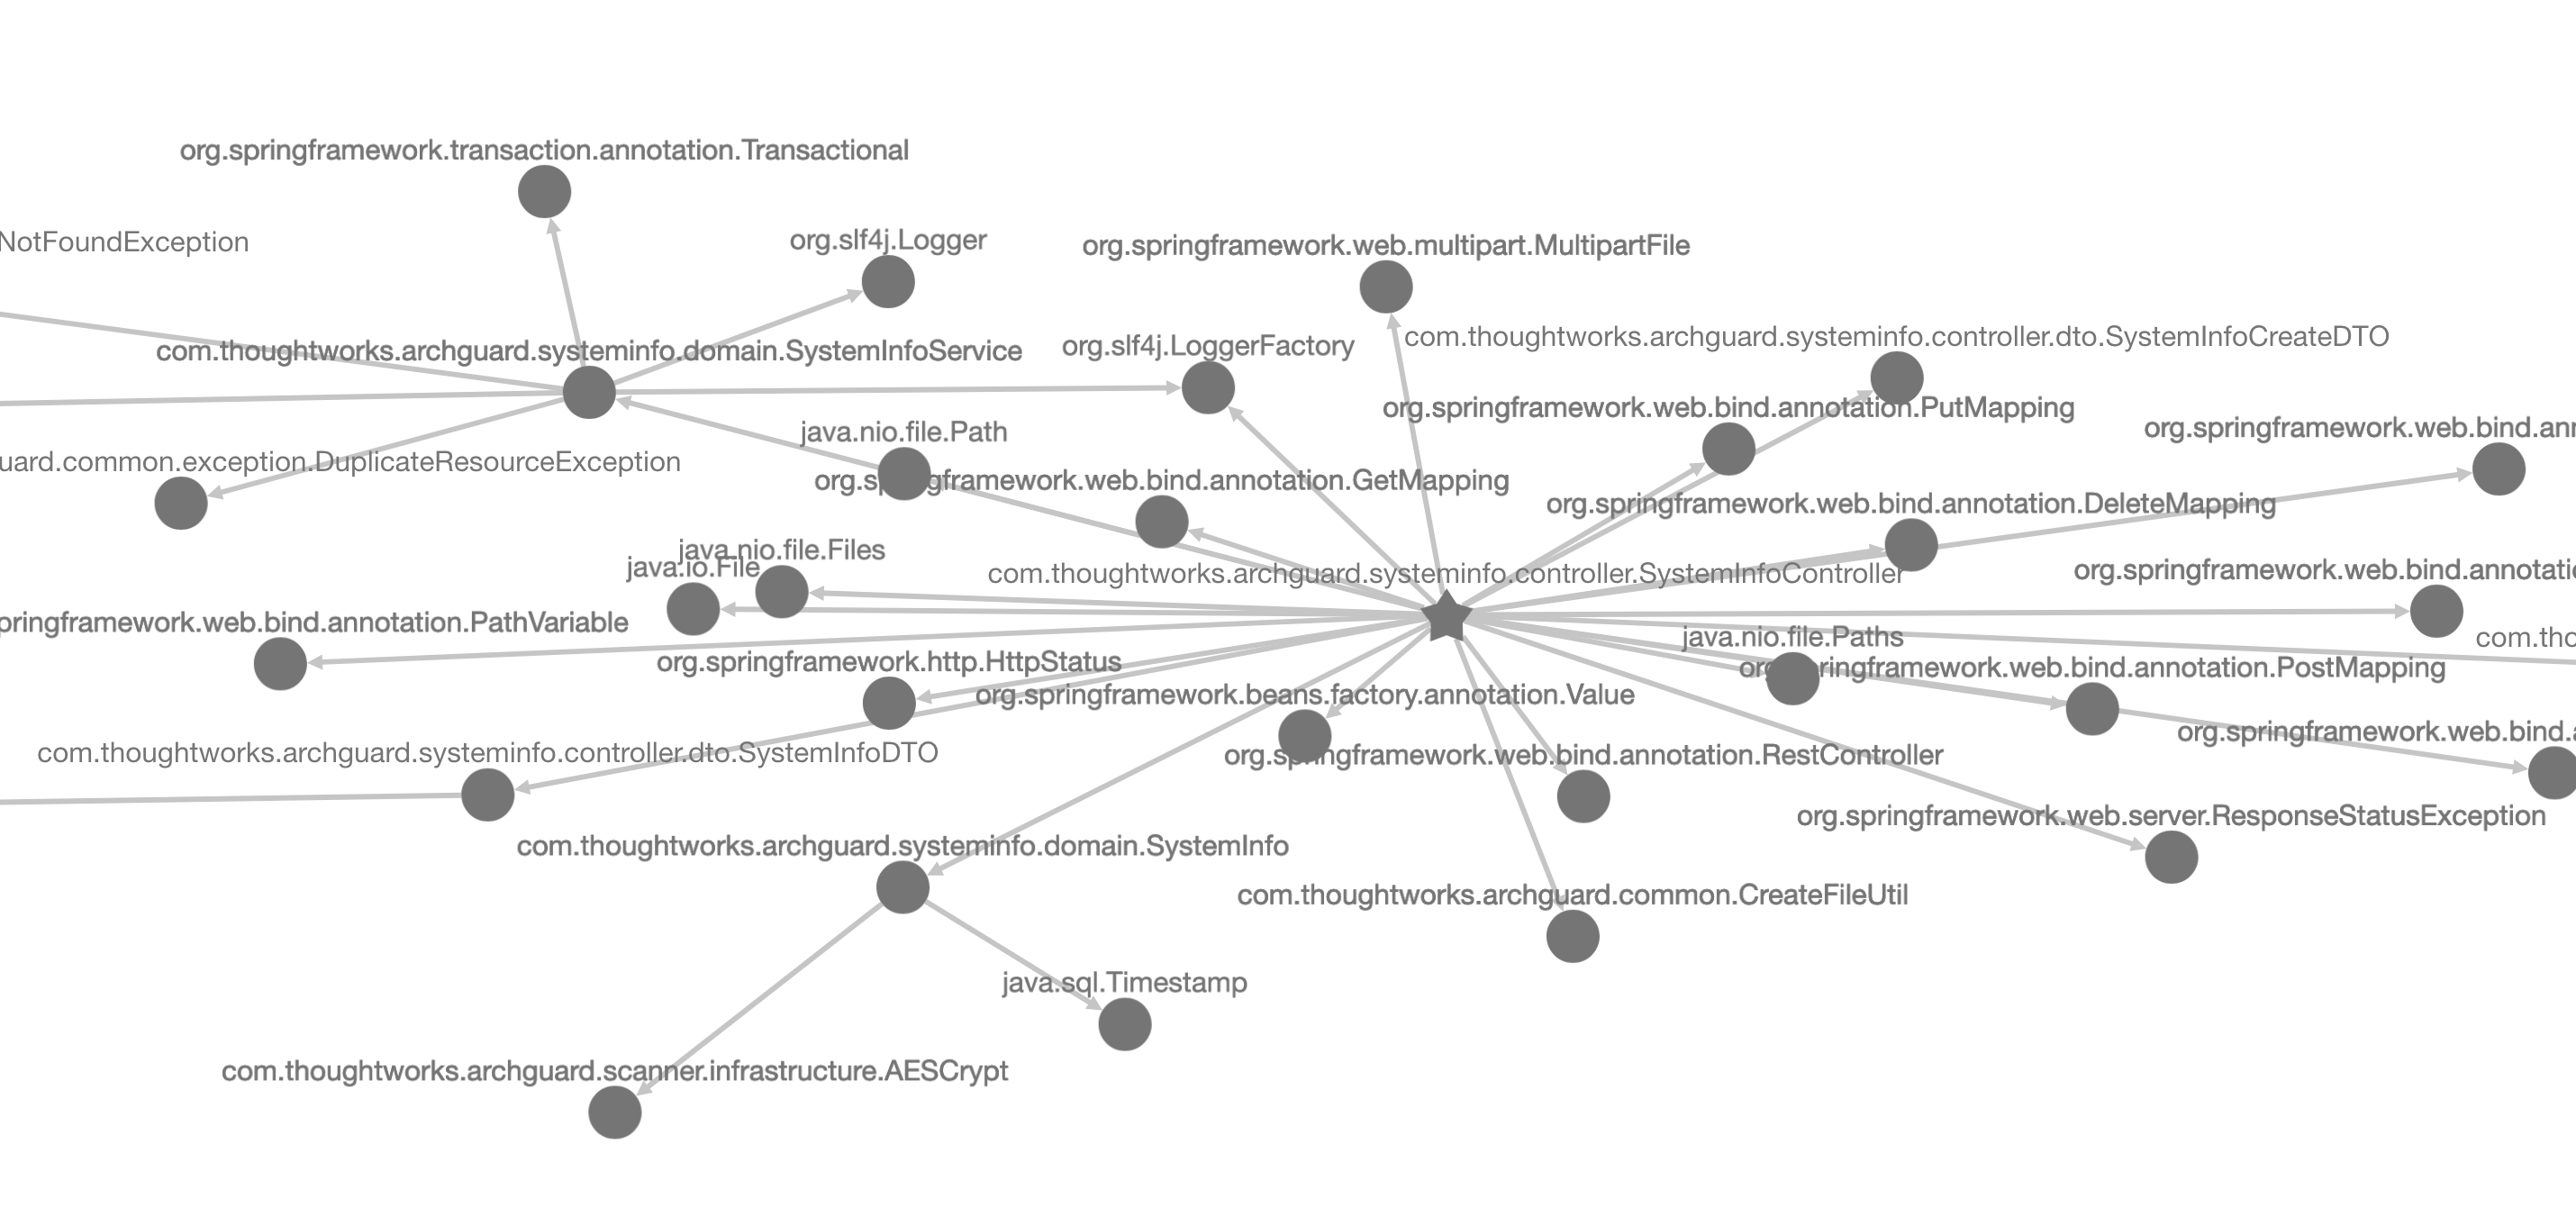 org.springframework.transaction.annotation.Transactional
NotFoundException
org.slf4j.Logger
org.springframework.web.multipart.MultipartFile
com.thoughtworks.archguard.systeminfo.controller.dto.SystemInfoCreateDTO
com.thoughtworks.archguard.systeminfo.domain.SystemInfoService
org.slf4j.LoggerFactory
org.springframework.web.bind.annotation.PutMapping
org.springframework.web.bind.ann
java.nio.file.Path
uard.common.exception.DuplicateResourceException
org.springframework.web.bind.annotation.GetMapping
org.springframework.web.bind.annotation.DeleteMapping
java.nio.file.Files
java.io.File
com.thoughtworks.archguard.systeminfo.controller.SystemInfoController
org.springframework.web.bind.annotatic
pringframework.web.bind.annotation.PathVariable
java.nio.file.Paths
com.tho
org.springframework.http.HttpStatus
org.springframework.web.bind.annotation.PostMapping
org.springframework.beans.factory.annotation.Value
org.springframework.web.bind.a
com.thoughtworks.archguard.systeminfo.controller.dto.SystemInfoDTO
org.springframework.web.bind.annotation.RestController
org.springframework.web.server.ResponseStatusException
com.thoughtworks.archguard.systeminfo.domain.SystemInfo
com.thoughtworks.archguard.common.CreateFileUtil
java.sql.Timestamp
com.thoughtworks.archguard.scanner.infrastructure.AESCrypt